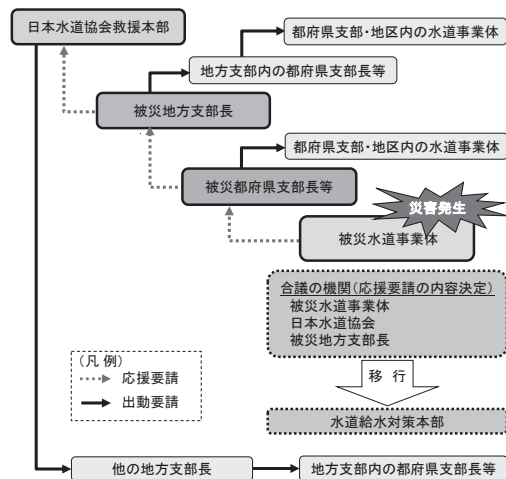 都府県支部・地区内の水道事業体
日本水道協会救援本部
地方支部内の都府県支部長等
被災地方支部長
都府県支部・地区内の水道事業体
被災都府県支部長等
災害発生
被災水道事業体
会議の機関(応援要請の内容決定)
被災水道事業体
日本水道協会
被災地方支部長
(凡 例)
応援要請
出動要請
移 行
水道給水対策本部
他の地方支部長
地方支部内の都府県支部長等